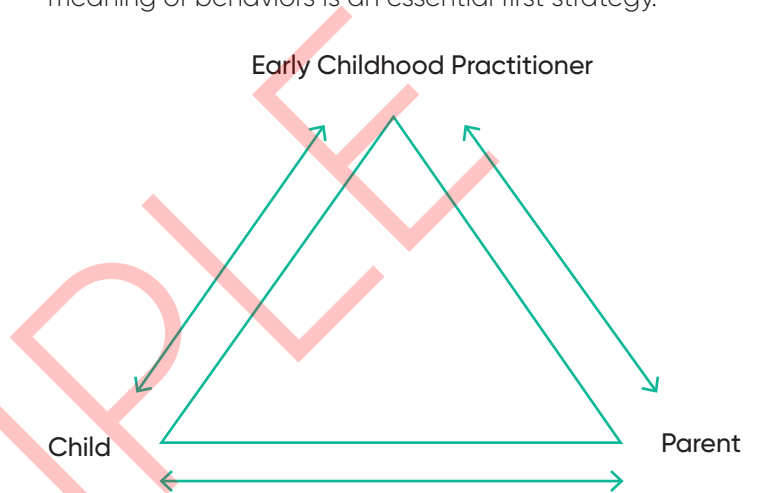 meaning of behaviors is an essential first strategy.
Early Childhood Practitioner
Child
Parent